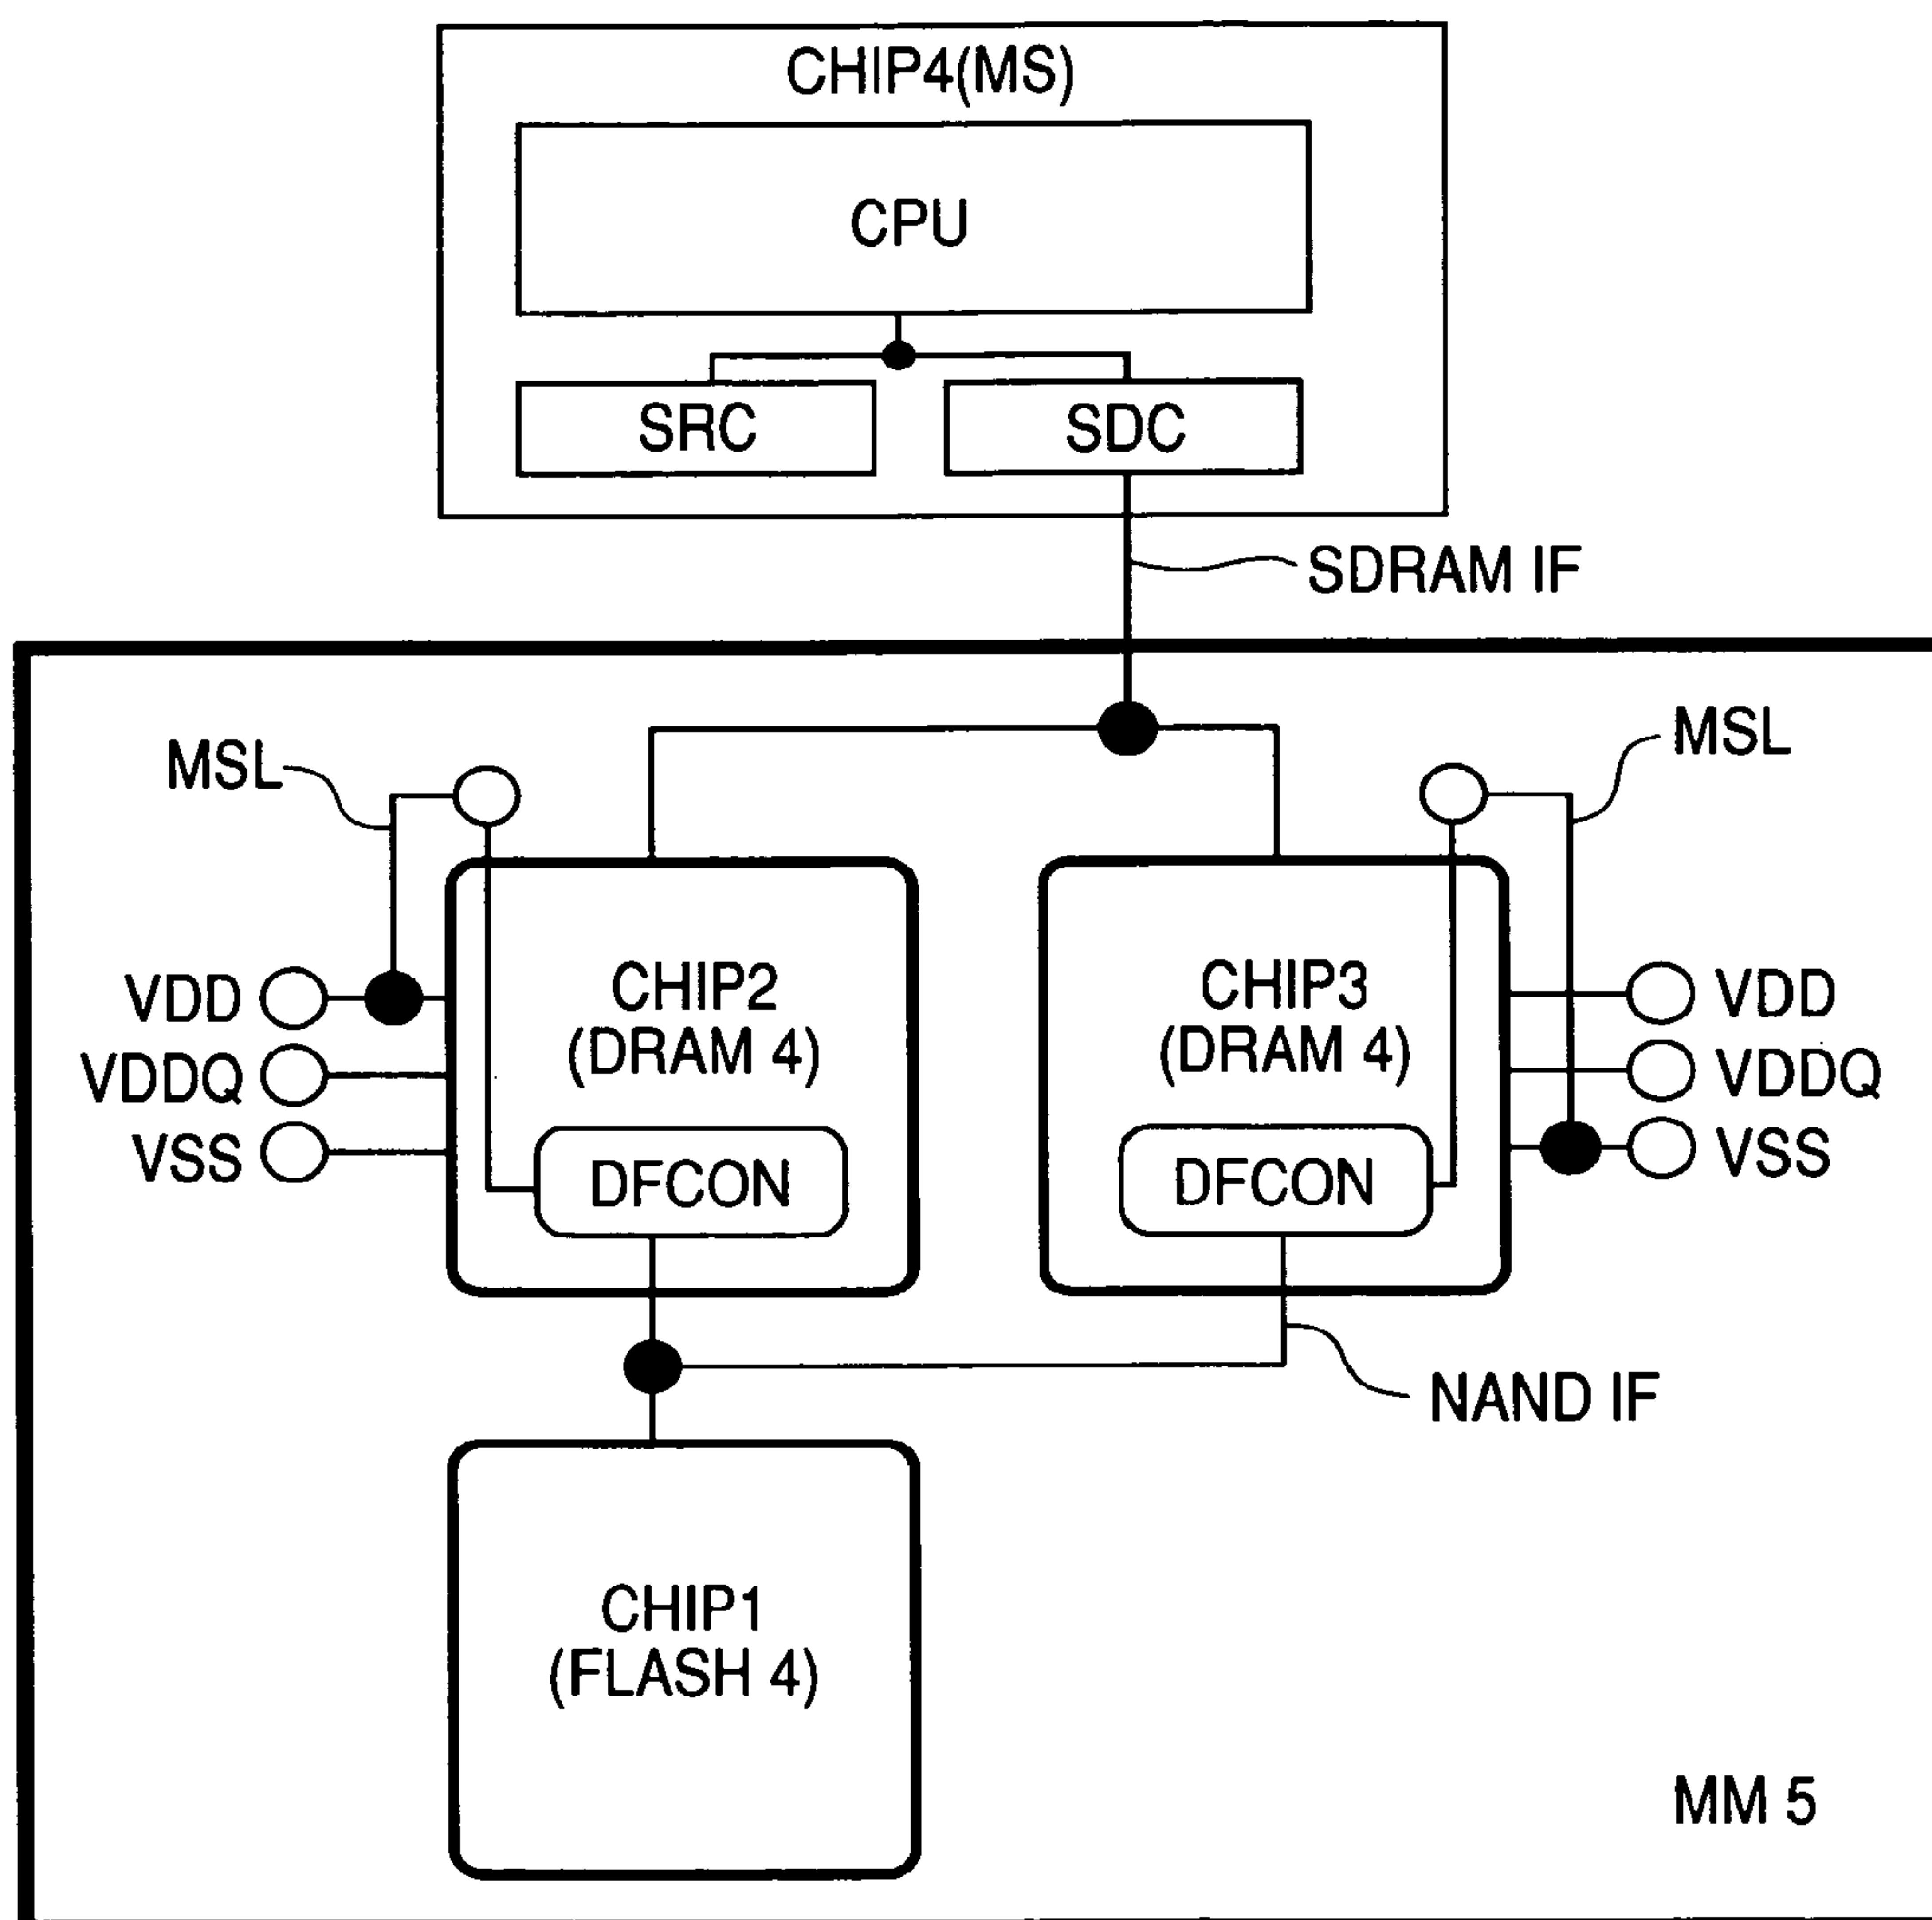 CHIP4(MS)
CPU
SRC
SDC
SDRAM IF
MSL
MSL
VDD
VDDQ
VSS
CHIP2
(DRAM 4)
DFCON
CHIP3
(DRAM 4)
DFCON
VDD
VDDQ
VSS
NAND IF
CHIP1
(FLASH 4)
MM 5